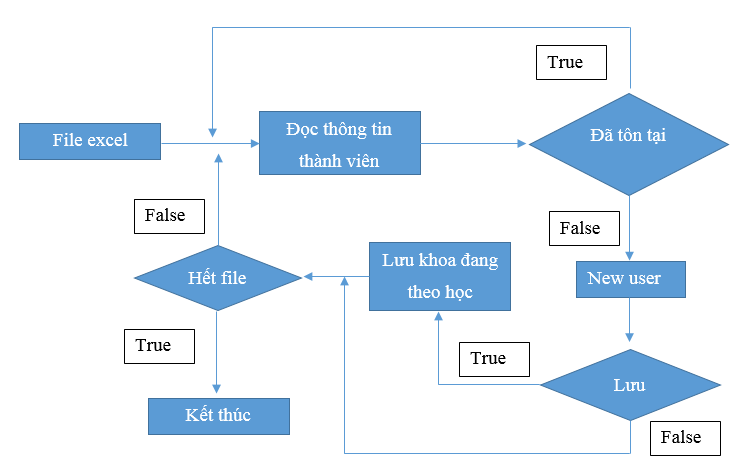 True
File excel
Đọc thông tin
thành viên
Đã tồn tại
False
False
Hết file
Lưu khoa đang
theo học
New user
True
True
Lưu
Kết thúc
False